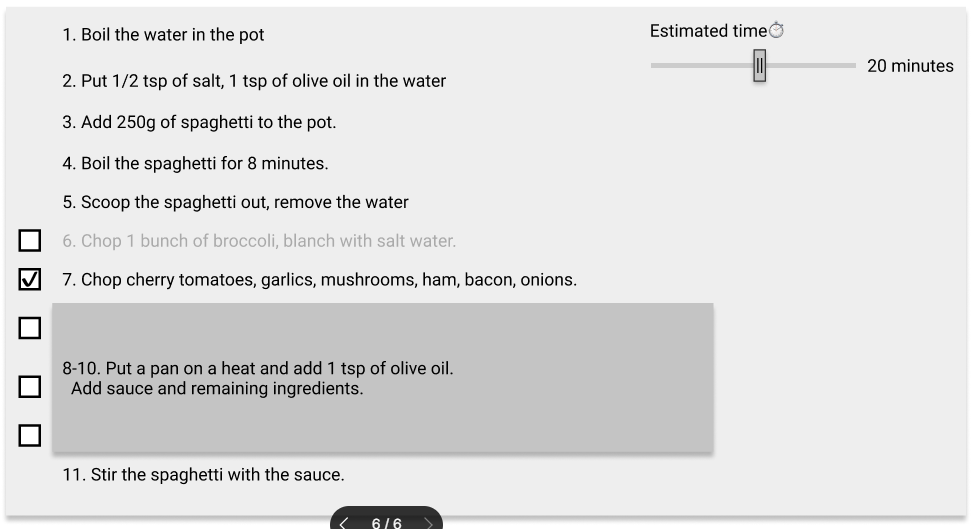 1. Boil the water in the pot
Estimated time
20 minutes
2. Put 1/2 tsp of salt, 1 tsp of olive oil in the water
3. Add 250g of spaghetti to the pot.
4. Boil the spaghetti for 8 minutes.
5. Scoop the spaghetti out, remove the water
6. Chop 1 bunch of broccoli, blanch with salt water.
7. Chop cherry tomatoes, garlics, mushrooms, ham, bacon, onions.
8-10. Put a pan on a heat and add 1 tsp of olive oil.
Add sauce and remaining ingredients.
11. Stir the spaghetti with the sauce.
6 / 6